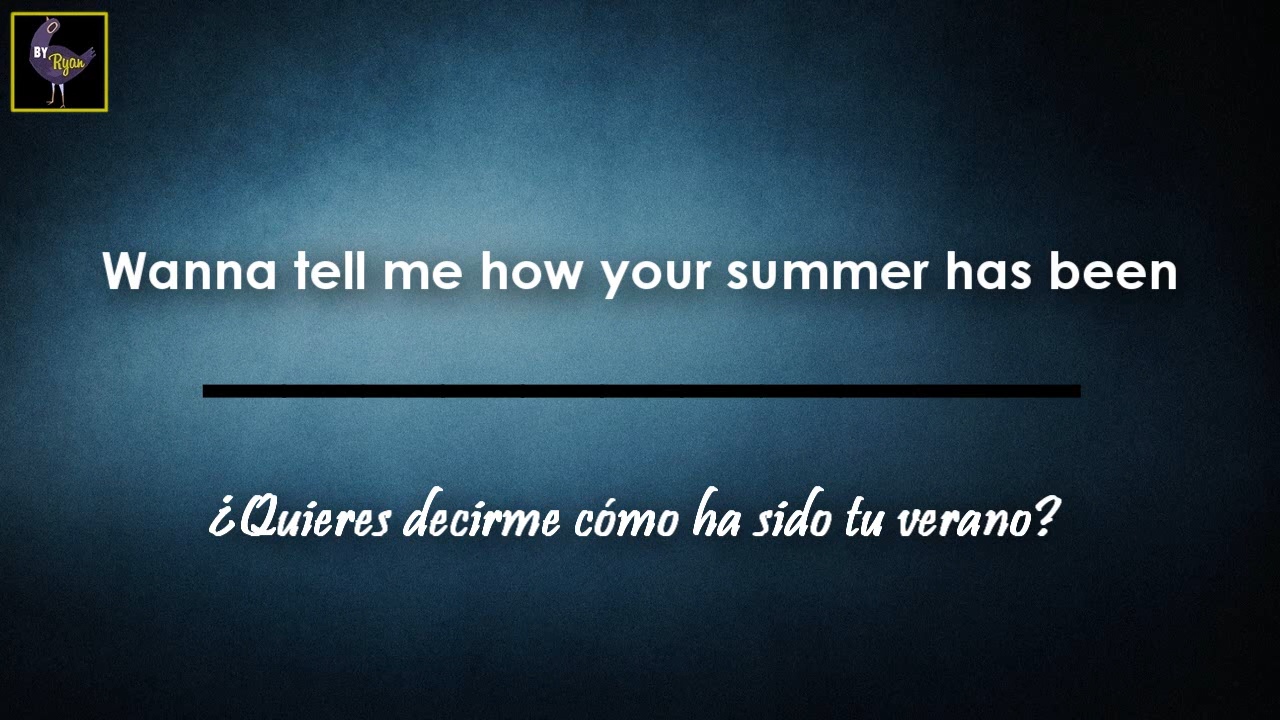 BY
Ryan
Wanna tell me how your summer has been
¿Quieres decirme cómo ha sido tu verano?